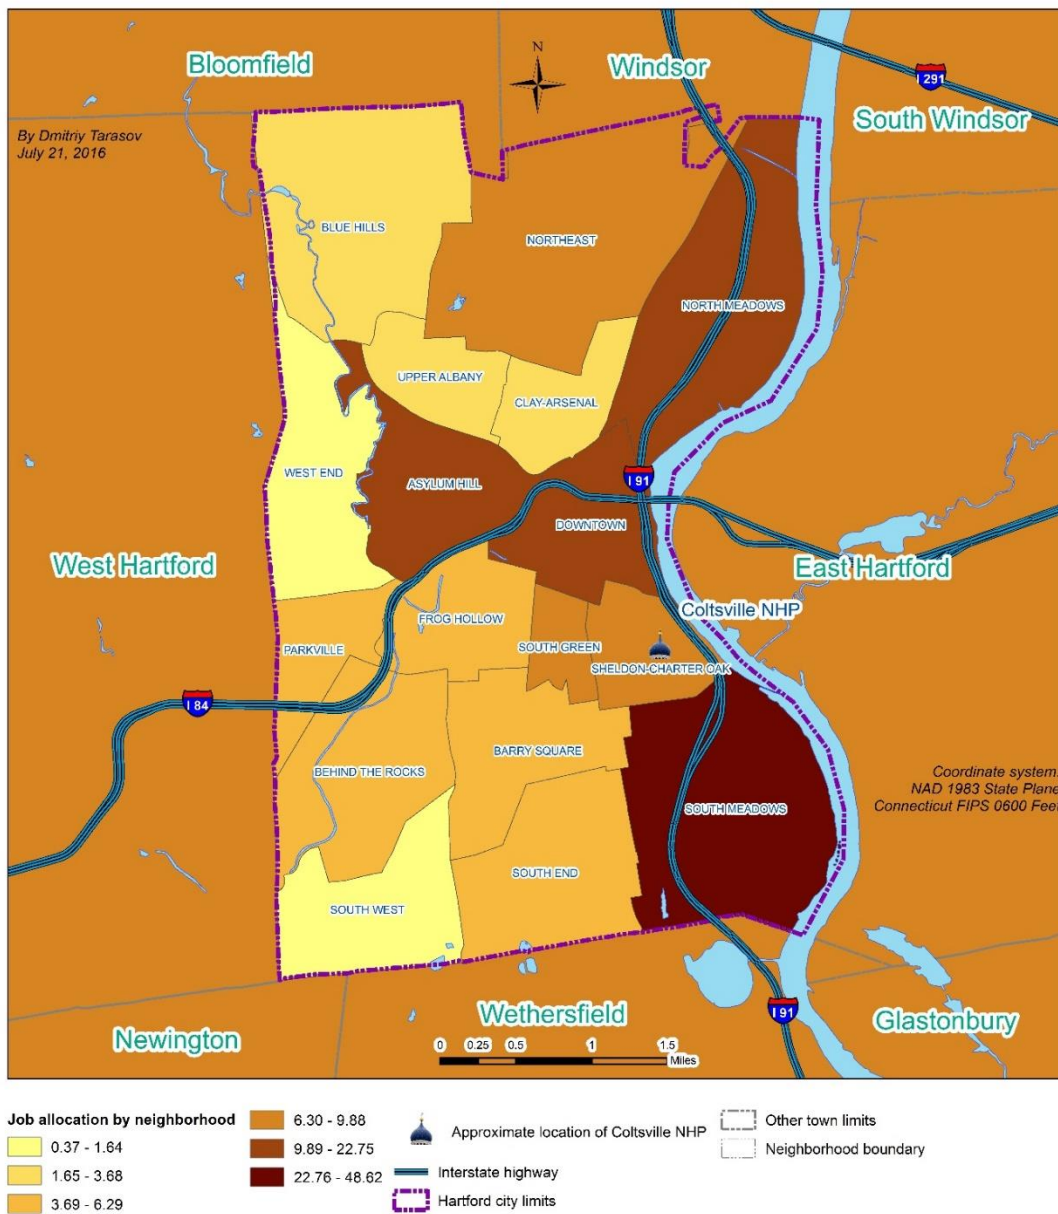 Bloomfield
Windsor
N
I 291
South Windsor
By Dmitriy Tarasov
July 21, 2016
BLUE HILLS
NORTHEAST
NORTH MEADOWS
UPPER ALBANY
CLAY-ARSENAL
WEST END
ASYLUM HILL
I 91
DOWNTOWN
West Hartford
East Hartford
Coltsville NHP
FROG HOLLOW
PARKVILLE
SOUTH GREEN
SHELDON-CHARTER OAK
I 84
BARRY SQUARE
BEHIND THE ROCKS
Coordinate system:
NAD 1983 State Plane
Connecticut FIPS 0600 Feet
SOUTH MEADOWS
SOUTH END
SOUTH WEST
I 91
Wethersfield
Glastonbury
Newington
0 0.25 0.5 1 1.5
Miles
Job allocation by neighborhood
0.37 - 1.64
1.65 - 3.68
3.69 - 6.29
6.30 - 9.88
9.89 - 22.75
22.76 - 48.62
Approximate location of Coltsville NHP
Interstate highway
Hartford city limits
Other town limits
Neighborhood boundary